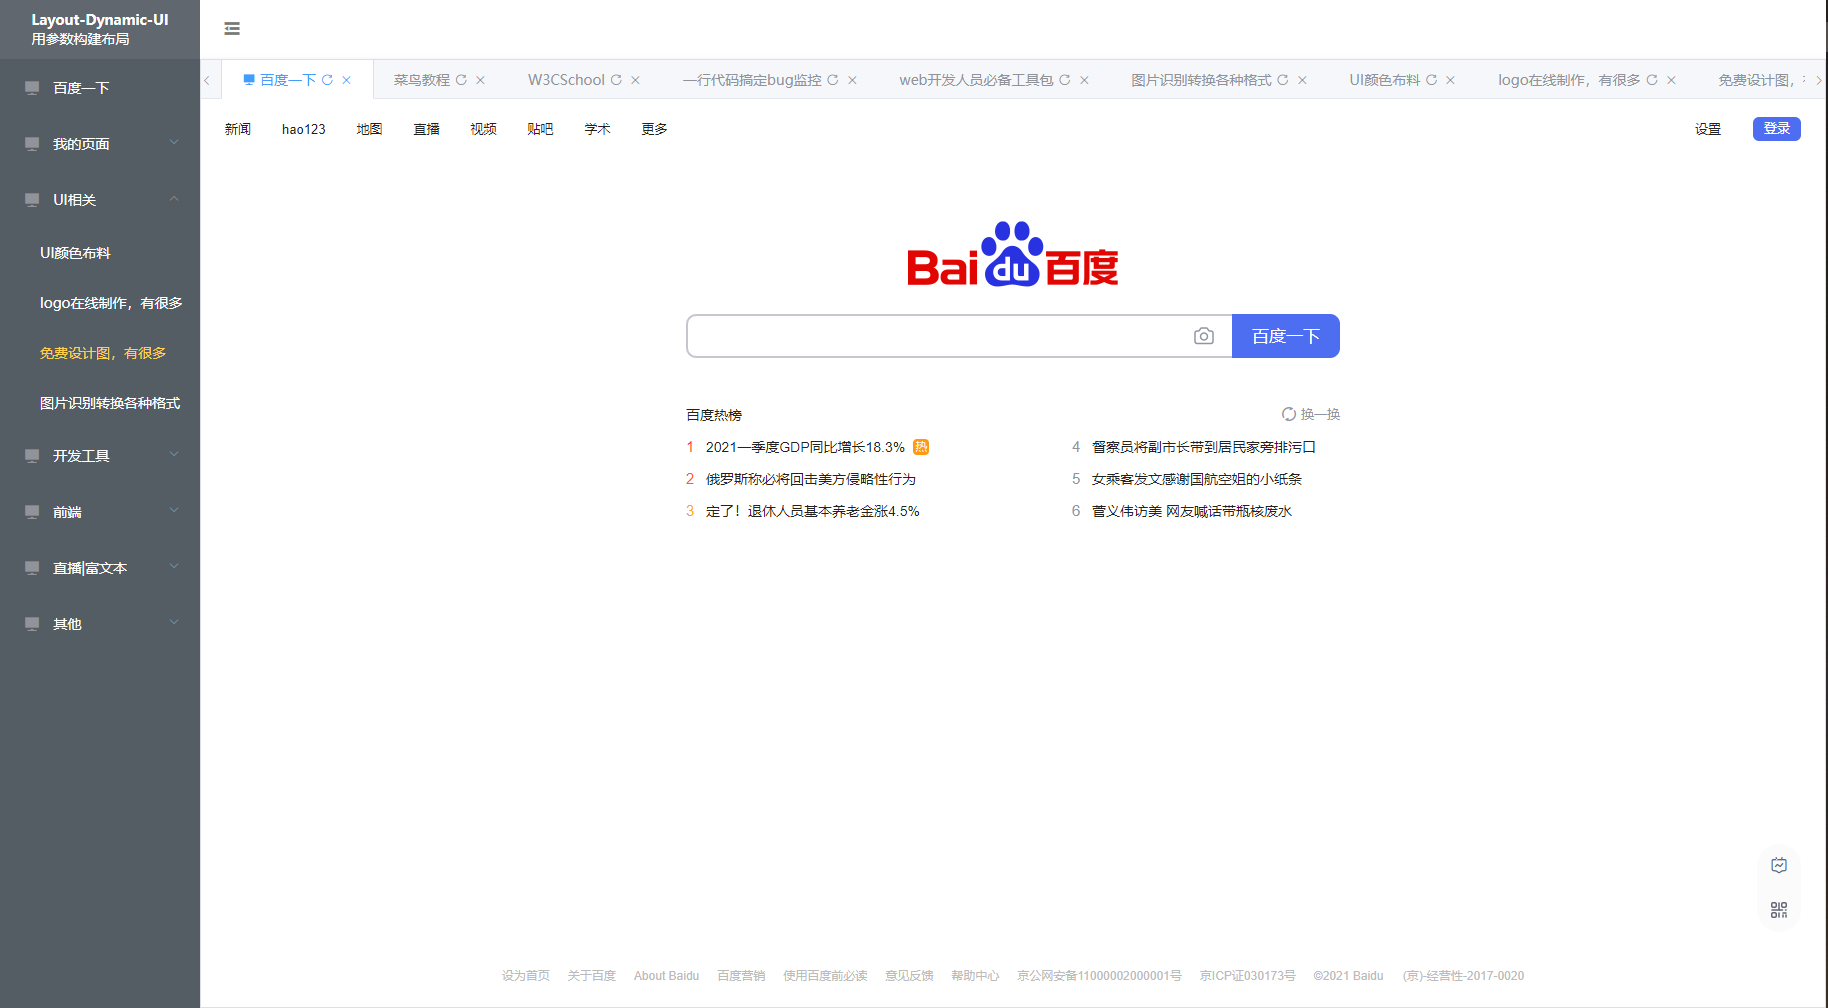 Layout-Dynamic-UI
用参数构建布局
百度一下
我的页面
UI相关
UI颜色布料
logo在线制作，有很多
免费设计图，有很多
图片识别转换各种格式
开发工具
前端
直播|富文本
其他
百度一下 菜鸟教程 W3CSchool 一行代码搞定bug监控 web开发人员必备工具包 图片识别转换各种格式 UI颜色布料 logo在线制作，有很多 免费设计图，
新闻 hao123 地图 直播 视频 贴吧 学术 更多 设置 登录
Bai du 百度
百度一下
百度热榜 换一换
1 2021一季度GDP同比增长18.3% 热
2 俄罗斯称必将回击美方侵略性行为
3 定了！退休人员基本养老金涨4.5%
4 督察员将副市长带到居民家旁排污口
5 女乘客发文感谢国航空姐的小纸条
6 菅义伟访美 网友喊话带瓶核废水
设为首页 关于百度 About Baidu 百度营销 使用百度前必读 意见反馈 帮助中心 京公网安备11000002000001号 京ICP证030173号 ©2021 Baidu (京)-经营性-2017-0020